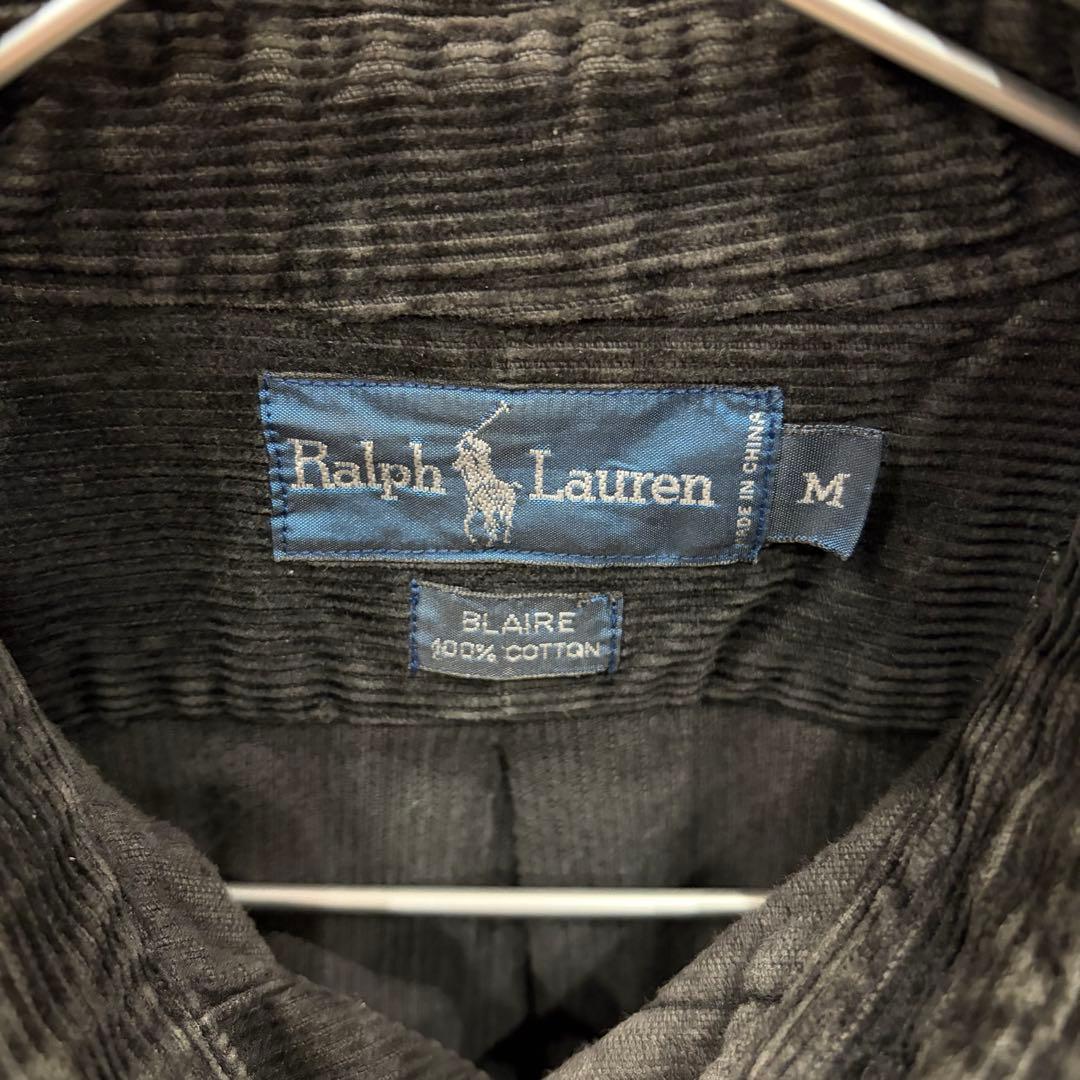 Ralph Lauren
MADE IN CHINA
M
BLAIRE
100% COTTON